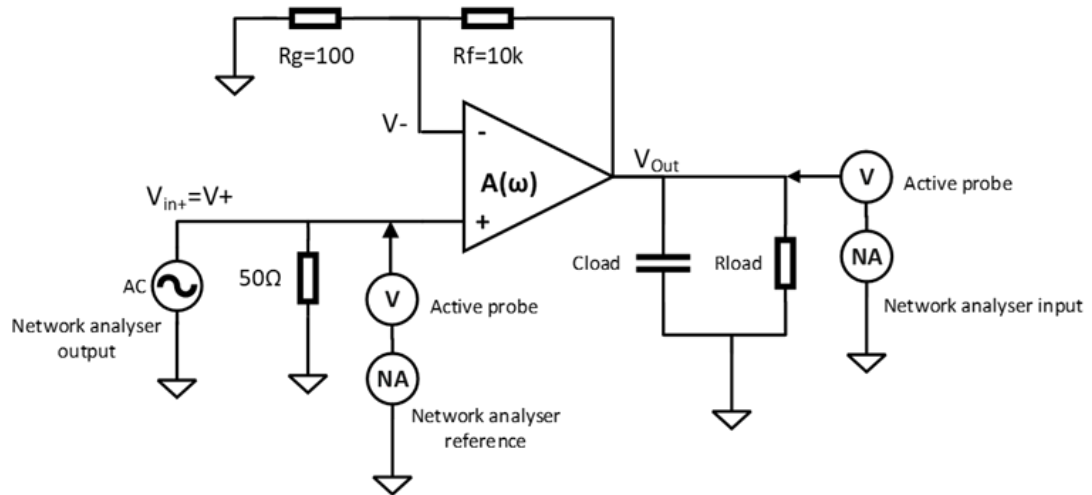 Rg=100
Rf=10k
V-
-
A(ω)
+
VOut
Vin+=V+
AC
Network analyser
output
50Ω
V
Active probe
NA
Network analyser
reference
Cload
Rload
V
Active probe
NA
Network analyser input